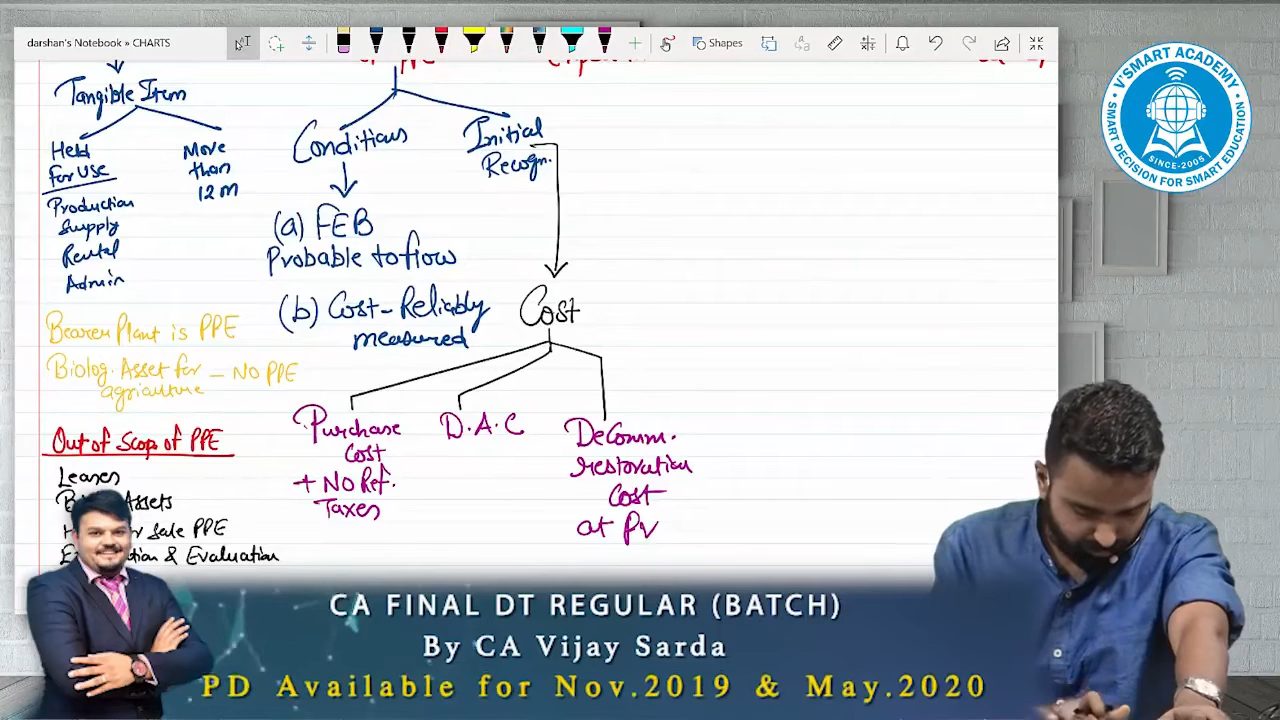 darshan's Notebook » CHARTS
Shapes
V'SMART ACADEMY
SINCE-2005
SMART DECISION FOR SMART EDUCATION
Tangible Item
Held
For Use
Production
Supply
Rental
Admin
More
than
12 M
Bearer Plant is PPE
Biolog. Asset for – NO PPE
agriculture
Out of Scop of PPE
Leases
Assets
Sale PPE
& Evaluation
Conditions
(a) FEB
Probable to flow
(b) Cost – Reliably
measured
Initial
Recogn.
Cost
Purchase
Cost
+ NO Ref.
Taxes
D.A.C
DeComm.
restoration
Cost
at PV
CA FINAL DT REGULAR (BATCH)
By CA Vijay Sarda
PD Available for Nov.2019 & May.2020